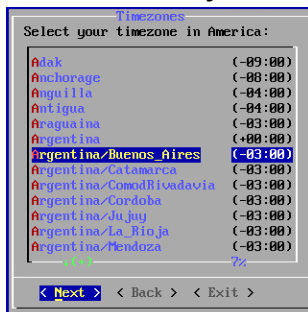 Timezones
Select your timezone in America:
Adak (-09:00)
Anchorage (-08:00)
Anguilla (-04:00)
Antigua (-04:00)
Araguaina (-03:00)
Argentina (+00:00)
Argentina/Buenos_Aires (-03:00)
Argentina/Catamarca (-03:00)
Argentina/ComodRivadavia (-03:00)
Argentina/Cordoba (-03:00)
Argentina/Jujuy (-03:00)
Argentina/La_Rioja (-03:00)
Argentina/Mendoza (-03:00)
↓(+) 7%
< Next > < Back > < Exit >